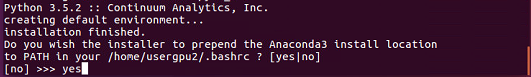 Python 3.5.2 :: Continuum Analytics, Inc.
creating default environment...
installation finished.
Do you wish the installer to prepend the Anaconda3 install location
to PATH in your /home/usergpu2/.bashrc ? [yes|no]
[no] >>> yes